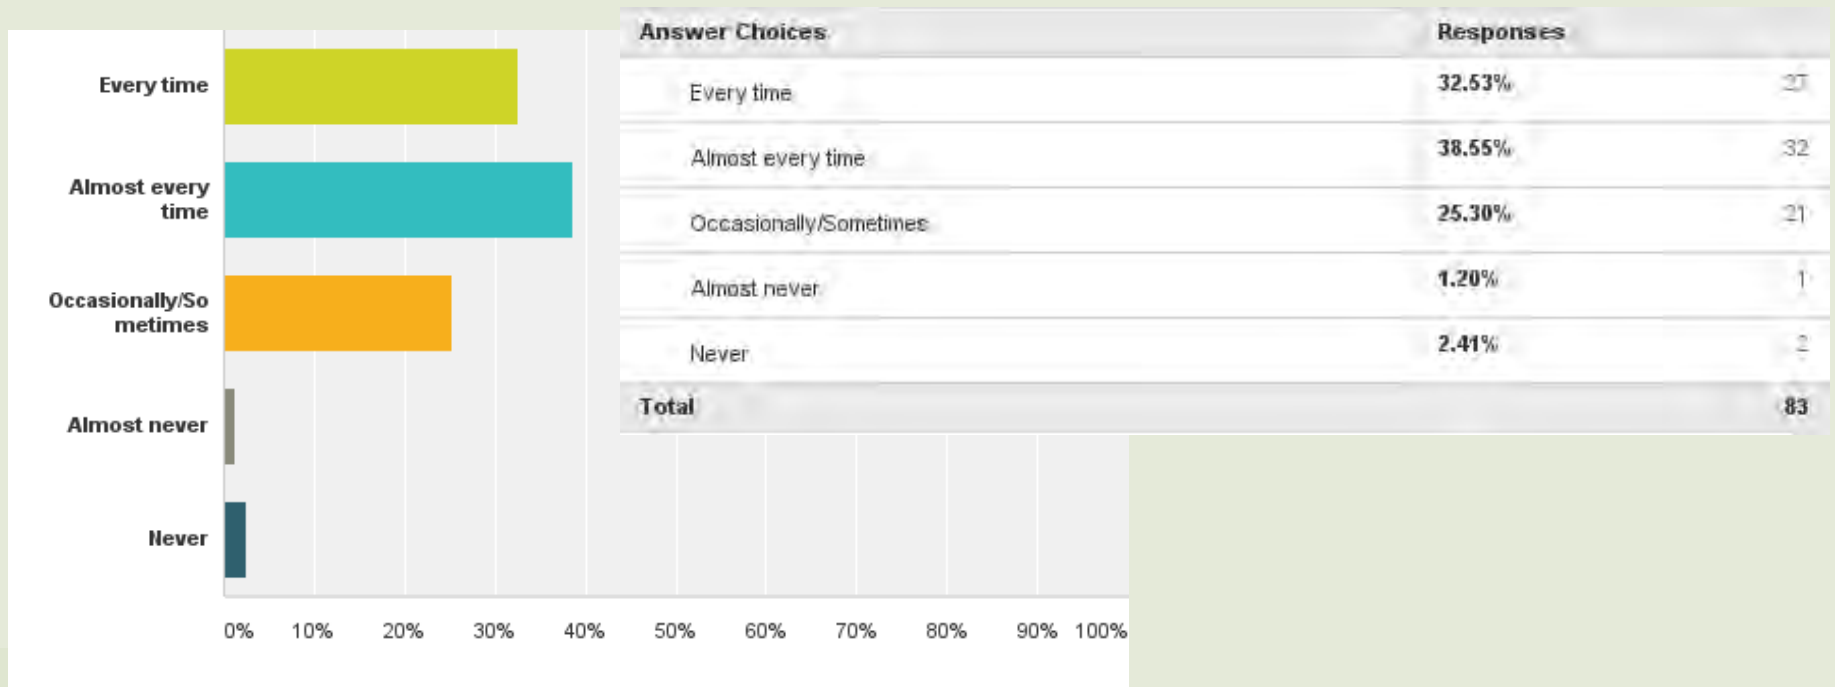 Every time
Almost every
time
Occasionally/So
metimes
Almost never
Never
0% 10% 20% 30% 40% 50% 60% 70% 80% 90% 100%
Answer Choices Responses
Every time 32.53% 27
Almost every time 38.55% 32
Occasionally/Sometimes 25.30% 21
Almost never 1.20% 1
Never 2.41% 2
Total 83